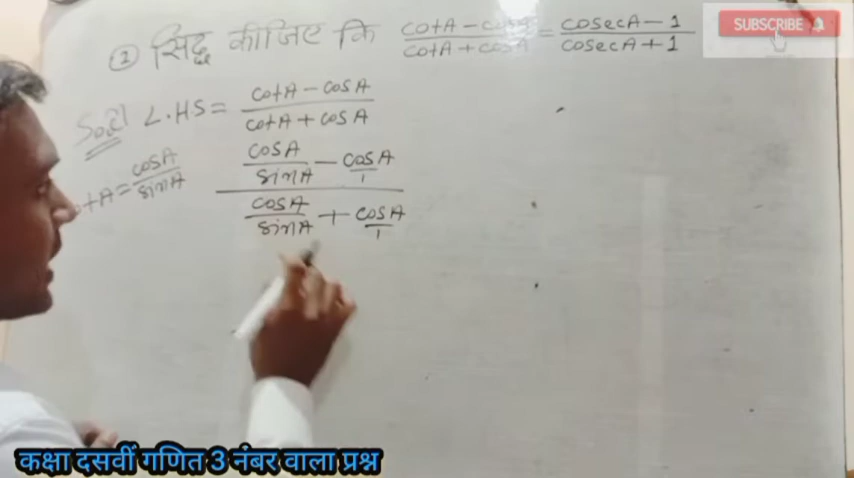 ② सिद्ध कीजिए कि cotA - cosA / cotA + cosA = cosecA - 1 / cosecA + 1
SUBSCRIBE
Sol L.HS = cotA - cosA / cotA + cosA
cotA = cosA / sinA
cosA / sinA - cosA / 1
cosA / sinA + cosA / 1
कक्षा दसवीं गणित 3 नंबर वाला प्रश्न